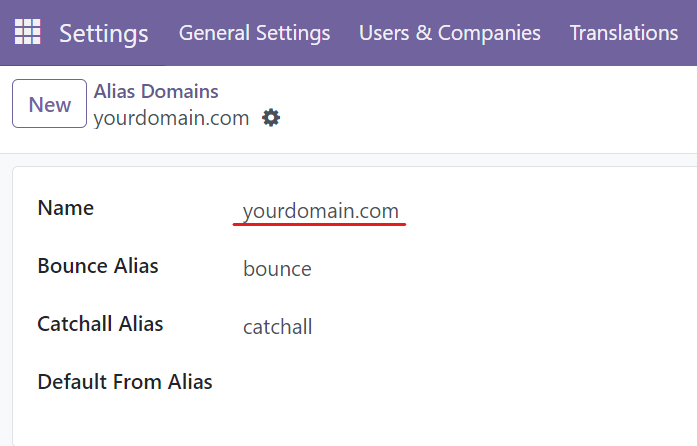 Settings General Settings Users & Companies Translations
New
Alias Domains
yourdomain.com
Name yourdomain.com
Bounce Alias bounce
Catchall Alias catchall
Default From Alias